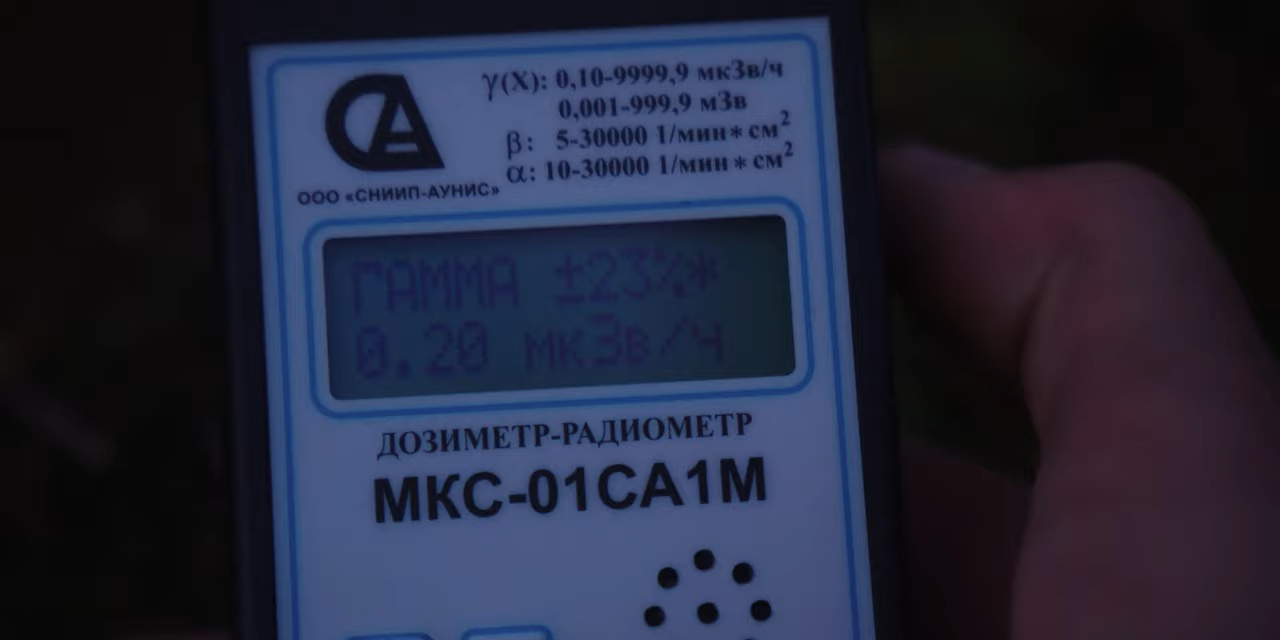 СА
γ(X): 0,10-9999,9 мкЗв/ч
0,001-999,9 мЗв
β: 5-30000 1/мин*см²
α: 10-30000 1/мин*см²
ООО «СНИИП-АУНИС»
ГАММА ±23%*
0.20 мкЗв/ч
ДОЗИМЕТР-РАДИОМЕТР
МКС-01СА1М